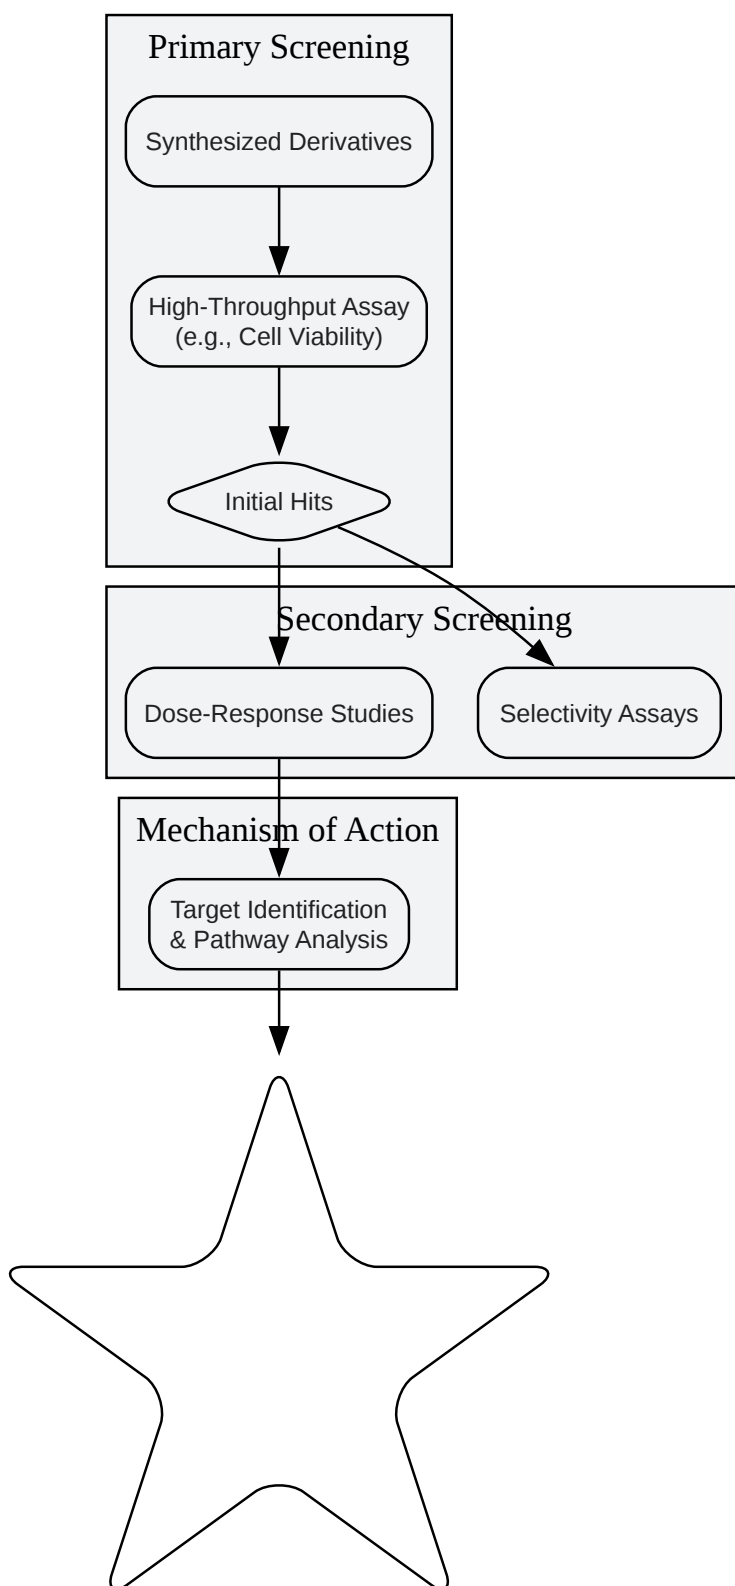 Primary Screening
Synthesized Derivatives
High-Throughput Assay
(e.g., Cell Viability)
Initial Hits
Secondary Screening
Dose-Response Studies
Selectivity Assays
Mechanism of Action
Target Identification
& Pathway Analysis